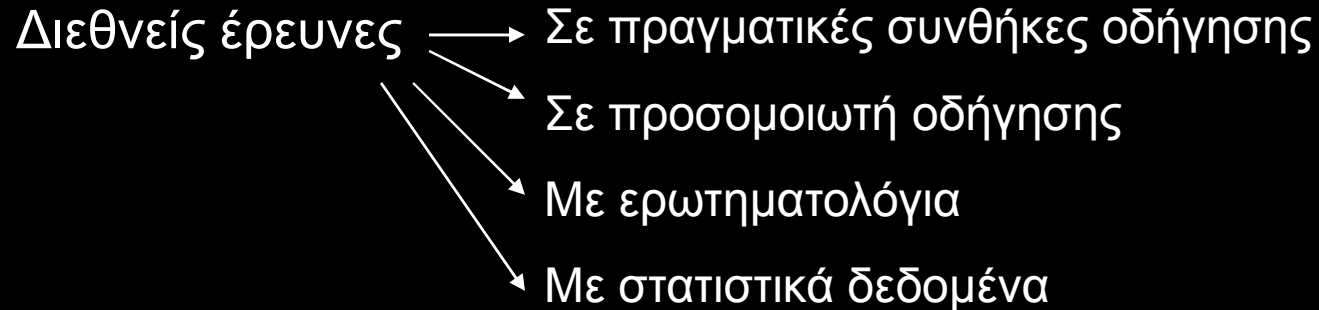 Διεθνείς έρευνες
Σε πραγματικές συνθήκες οδήγησης
Σε προσομοιωτή οδήγησης
Με ερωτηματολόγια
Με στατιστικά δεδομένα